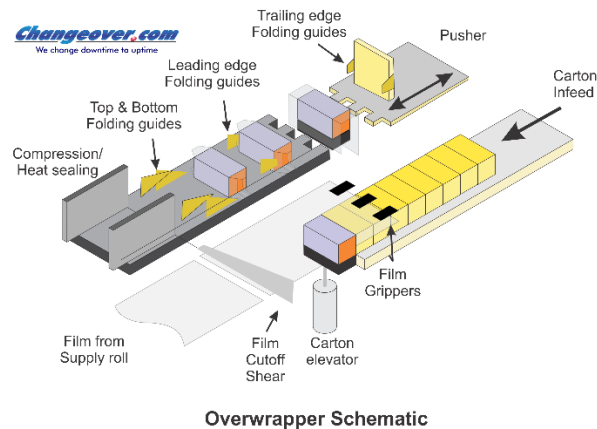 Changeover.com
We change downtime to uptime
Trailing edge
Folding guides
Pusher
Leading edge
Folding guides
Carton
Infeed
Top & Bottom
Folding guides
Compression/
Heat sealing
Film
Grippers
Film from
Supply roll
Film
Cutoff
Shear
Carton
elevator
Overwrapper Schematic